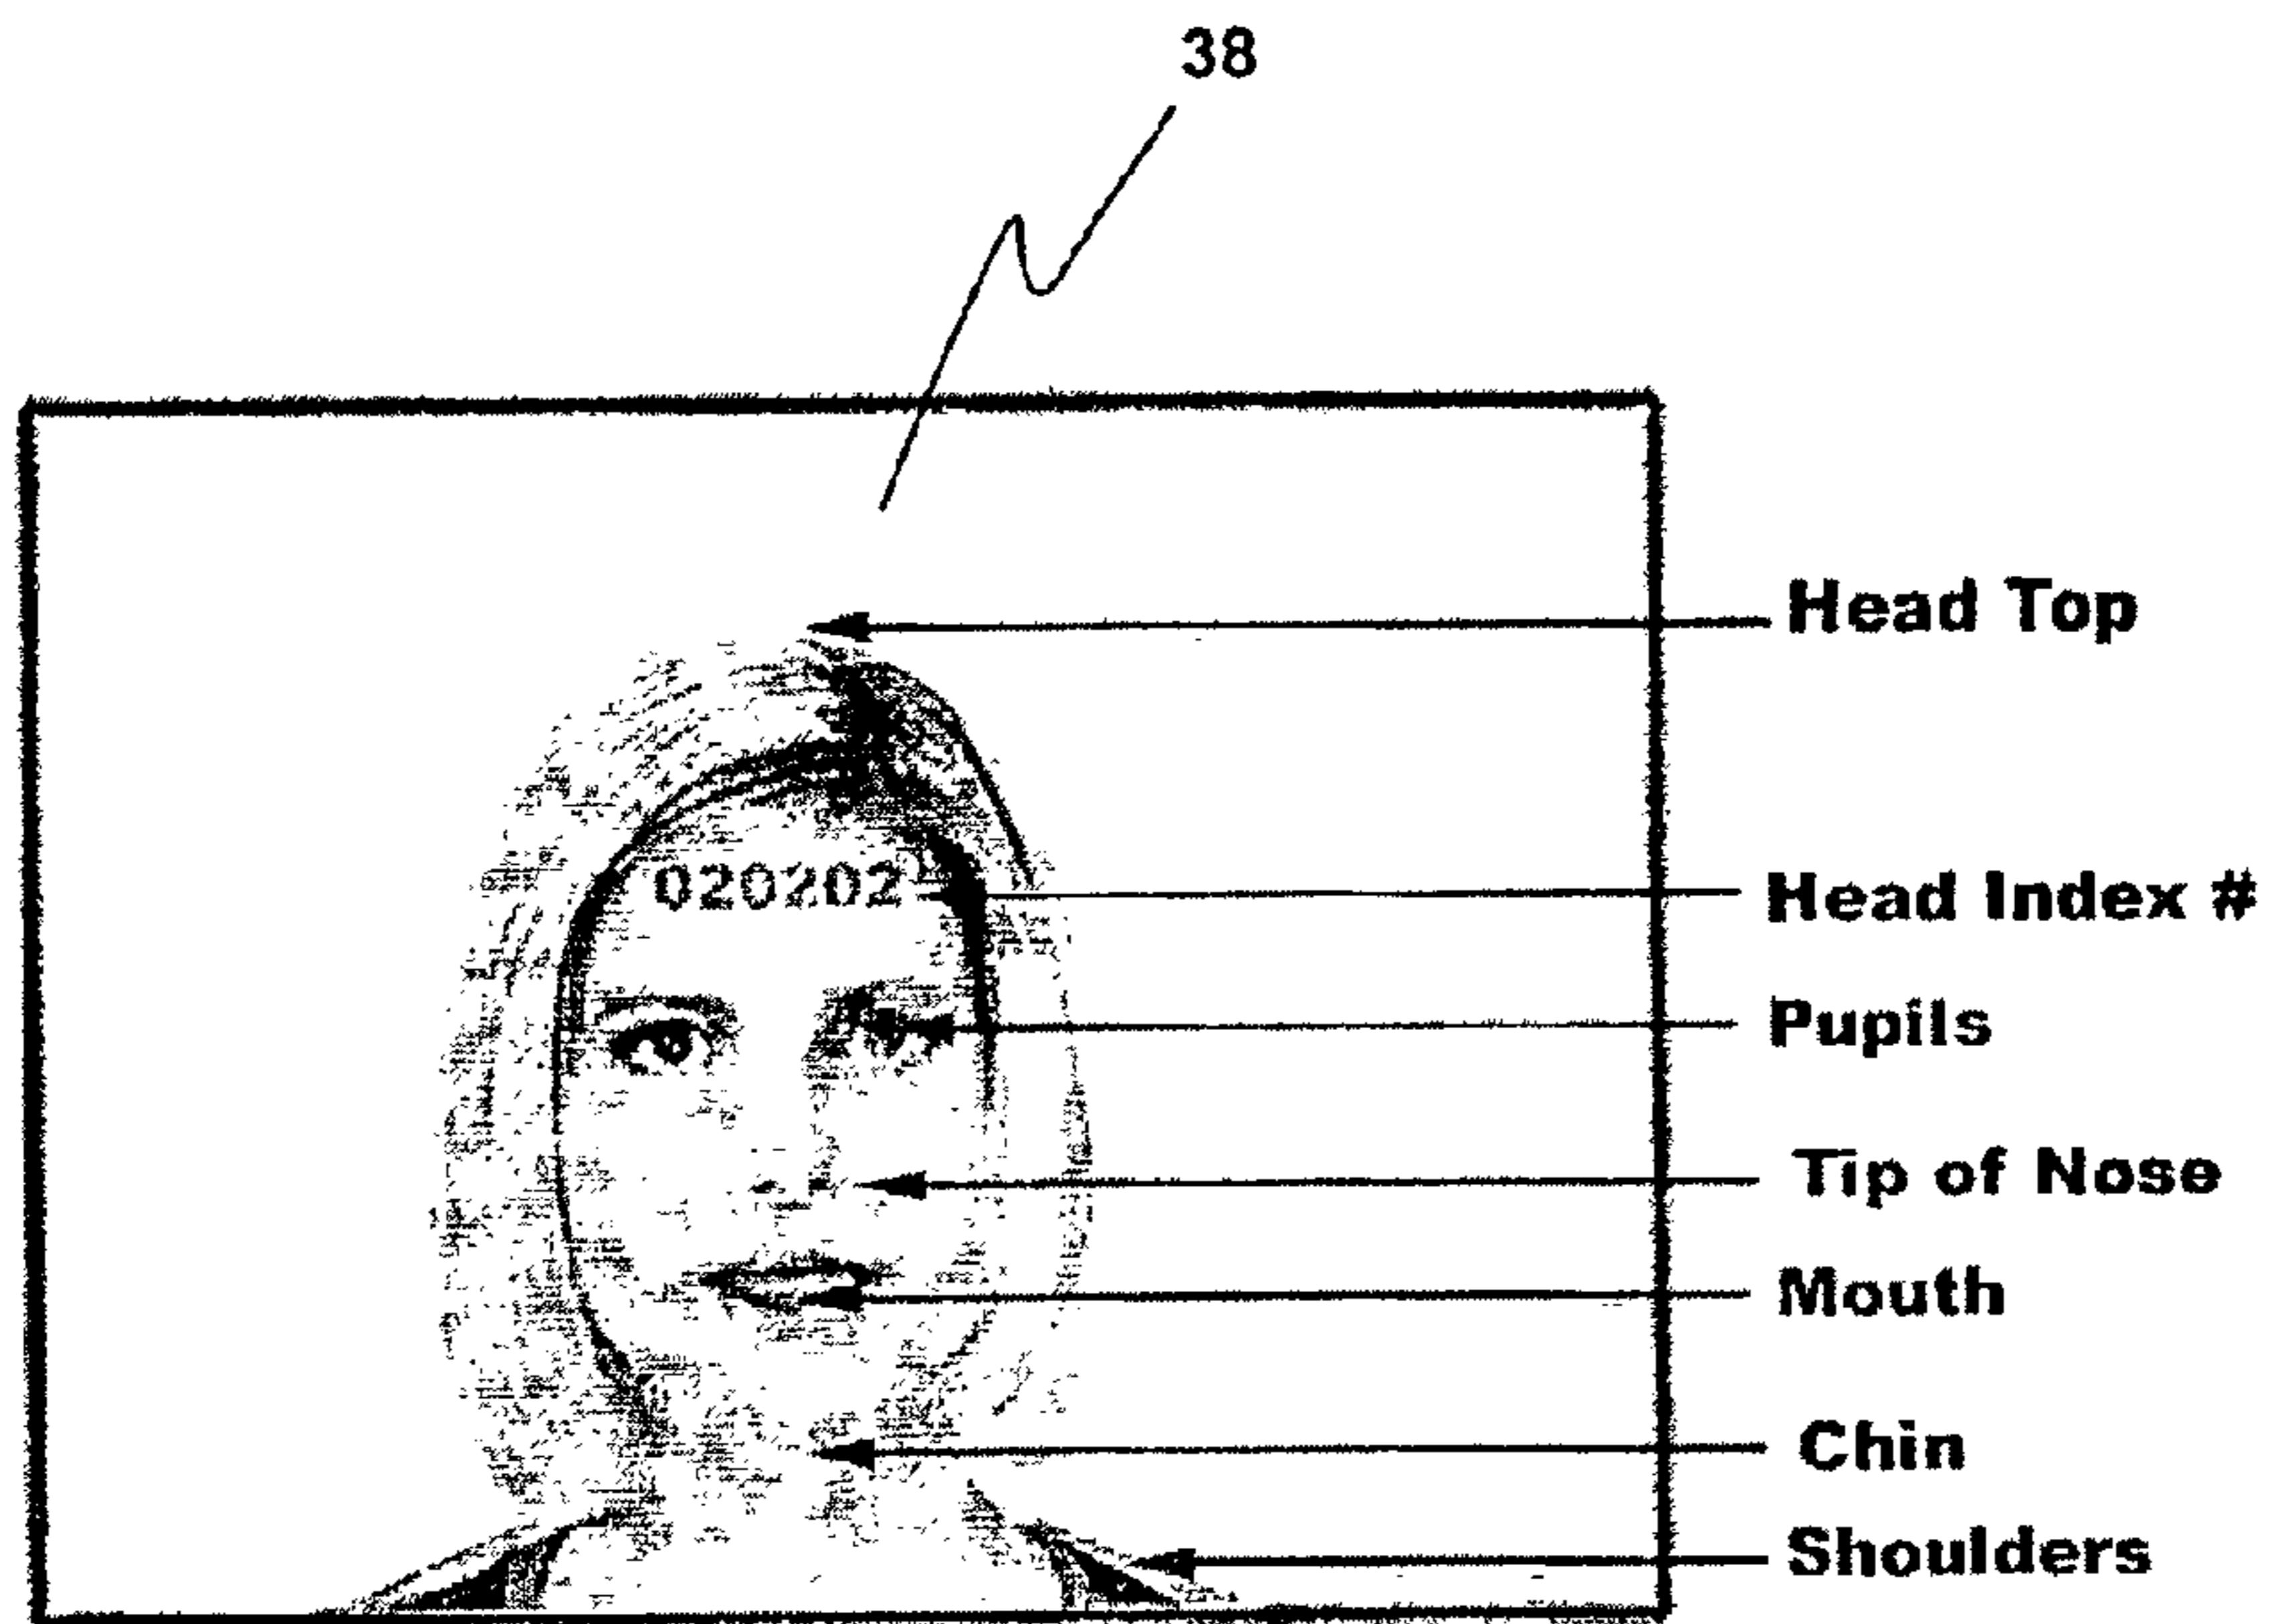 38
Head Top
020202
Head Index #
Pupils
Tip of Nose
Mouth
Chin
Shoulders